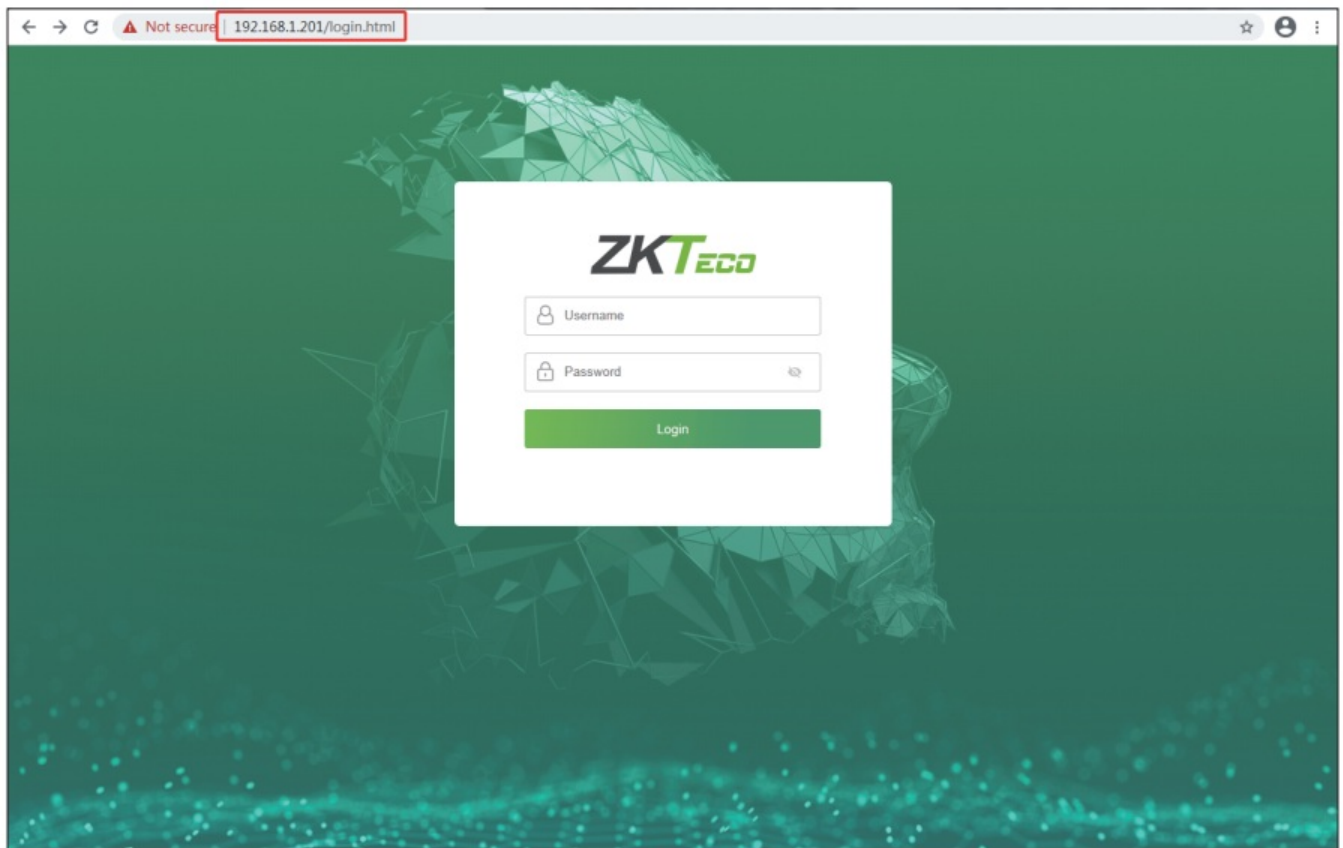 Not secure | 192.168.1.201/login.html
ZKTeco
Username
Password
Login